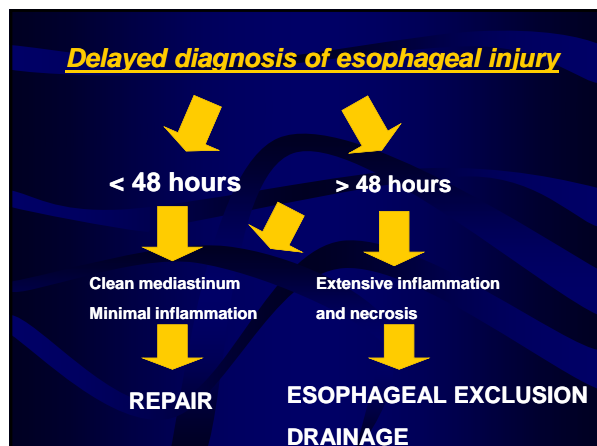 Delayed diagnosis of esophageal injury
< 48 hours
> 48 hours
Clean mediastinum
Minimal inflammation
Extensive inflammation
and necrosis
REPAIR
ESOPHAGEAL EXCLUSION
DRAINAGE